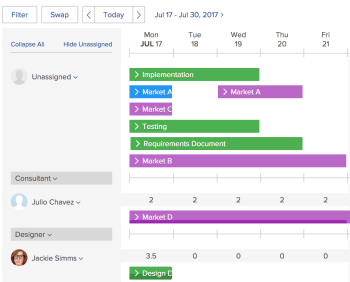 Filter Swap Today Jul 17 - Jul 30, 2017
Collapse All Hide Unassigned
Mon Tue Wed Thu Fri
JUL 17 18 19 20 21
Unassigned
Implementation
Market A Market A
Market C
Testing
Requirements Document
Market B
Consultant
Julio Chavez 2 2 2 2 2
Market D
Designer
Jackie Simms 3.5 0 0 0 0
Design D